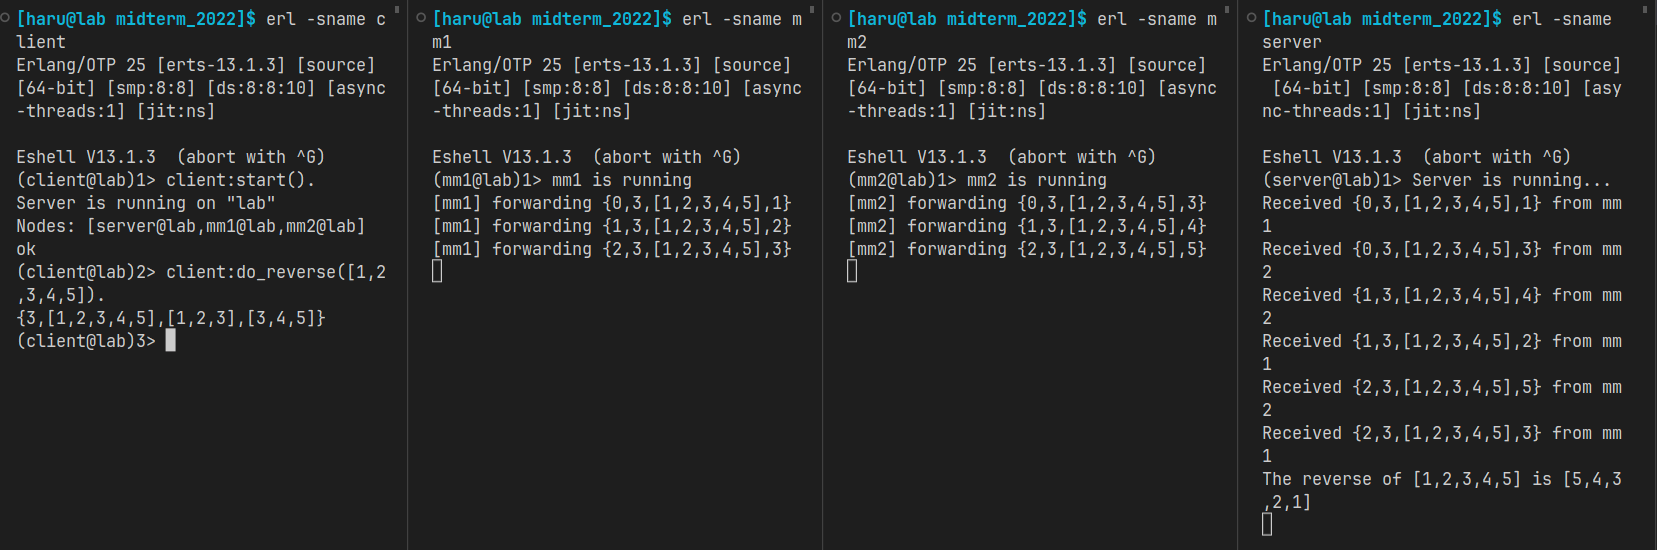 [haru@lab midterm_2022]$ erl -sname c
lient
Erlang/OTP 25 [erts-13.1.3] [source]
[64-bit] [smp:8:8] [ds:8:8:10] [async
-threads:1] [jit:ns]
Eshell V13.1.3  (abort with ^G)
(client@lab)1> client:start().
Server is running on "lab"
Nodes: [server@lab,mm1@lab,mm2@lab]
ok
(client@lab)2> client:do_reverse([1,2
,3,4,5]).
{3,[1,2,3,4,5],[1,2,3],[3,4,5]}
(client@lab)3>
[haru@lab midterm_2022]$ erl -sname m
m1
Erlang/OTP 25 [erts-13.1.3] [source]
[64-bit] [smp:8:8] [ds:8:8:10] [async
-threads:1] [jit:ns]
Eshell V13.1.3  (abort with ^G)
(mm1@lab)1> mm1 is running
[mm1] forwarding {0,3,[1,2,3,4,5],1}
[mm1] forwarding {1,3,[1,2,3,4,5],2}
[mm1] forwarding {2,3,[1,2,3,4,5],3}
[haru@lab midterm_2022]$ erl -sname m
m2
Erlang/OTP 25 [erts-13.1.3] [source]
[64-bit] [smp:8:8] [ds:8:8:10] [async
-threads:1] [jit:ns]
Eshell V13.1.3  (abort with ^G)
(mm2@lab)1> mm2 is running
[mm2] forwarding {0,3,[1,2,3,4,5],3}
[mm2] forwarding {1,3,[1,2,3,4,5],4}
[mm2] forwarding {2,3,[1,2,3,4,5],5}
[haru@lab midterm_2022]$ erl -sname
server
Erlang/OTP 25 [erts-13.1.3] [source]
 [64-bit] [smp:8:8] [ds:8:8:10] [asy
nc-threads:1] [jit:ns]
Eshell V13.1.3  (abort with ^G)
(server@lab)1> Server is running...
Received {0,3,[1,2,3,4,5],1} from mm
1
Received {0,3,[1,2,3,4,5],3} from mm
2
Received {1,3,[1,2,3,4,5],4} from mm
2
Received {1,3,[1,2,3,4,5],2} from mm
1
Received {2,3,[1,2,3,4,5],5} from mm
2
Received {2,3,[1,2,3,4,5],3} from mm
1
The reverse of [1,2,3,4,5] is [5,4,3
,2,1]